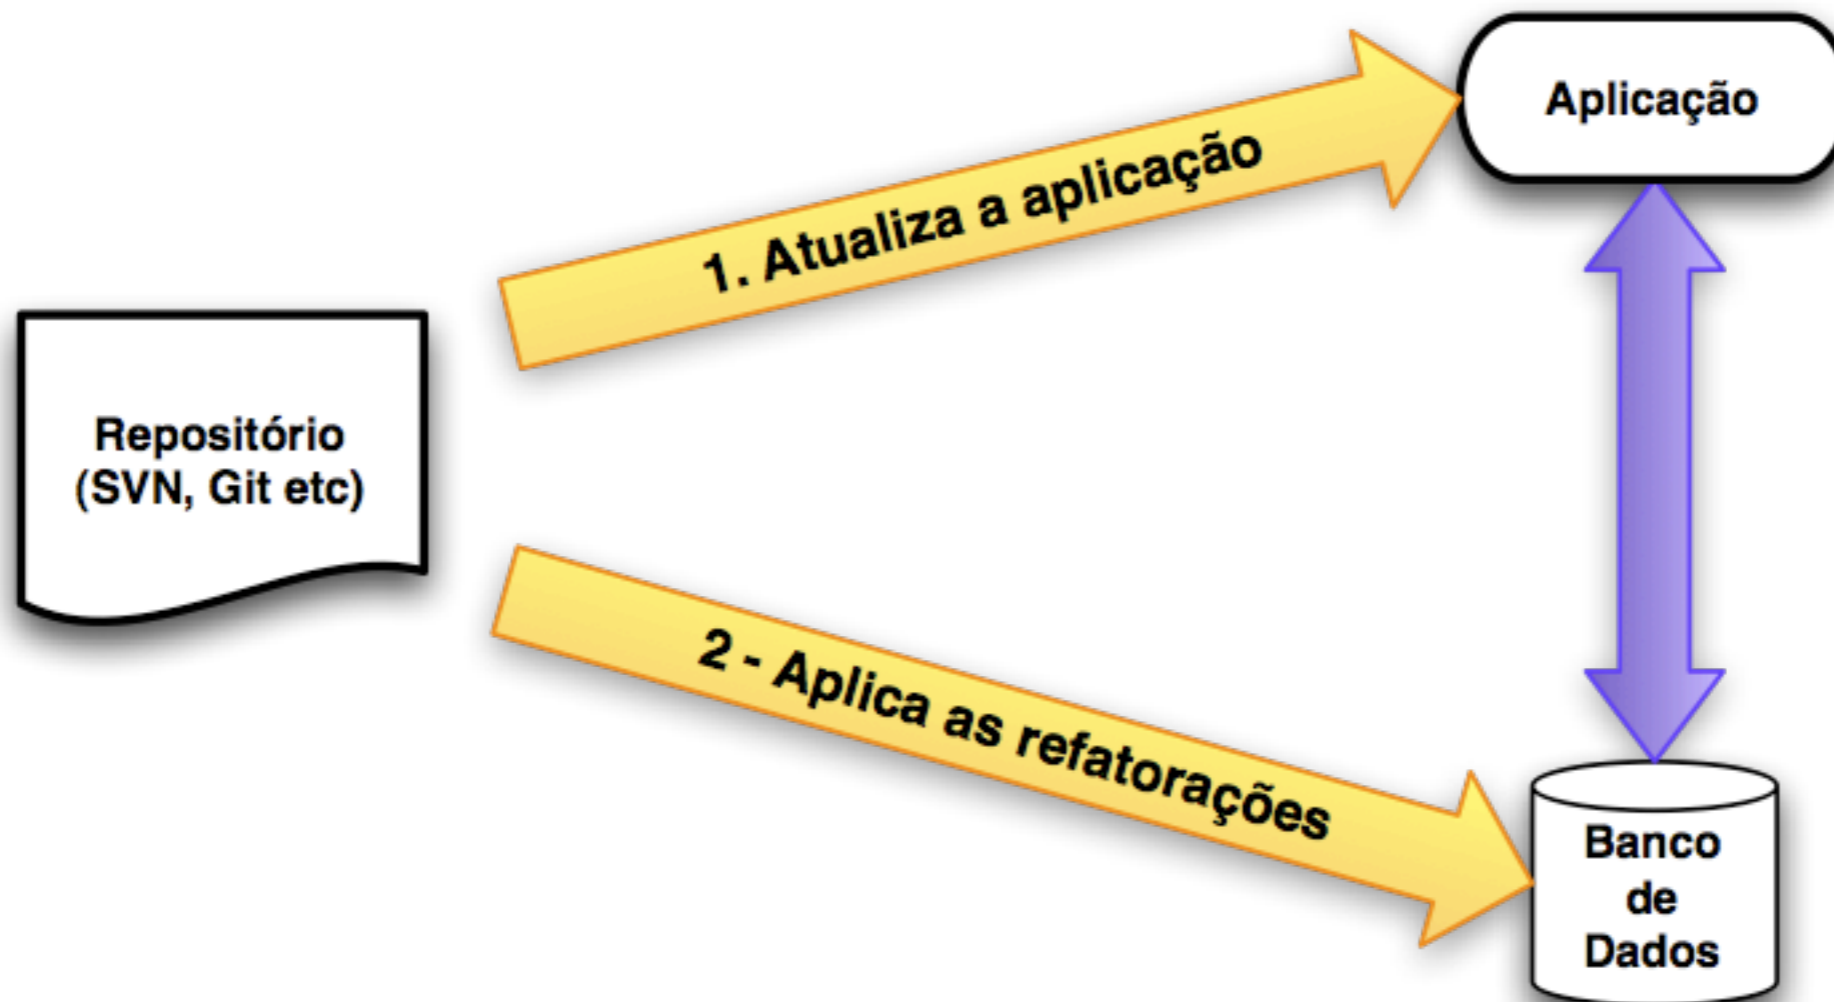 Aplicação
1. Atualiza a aplicação
Repositório
(SVN, Git etc)
2 - Aplica as refatorações
Banco
de
Dados